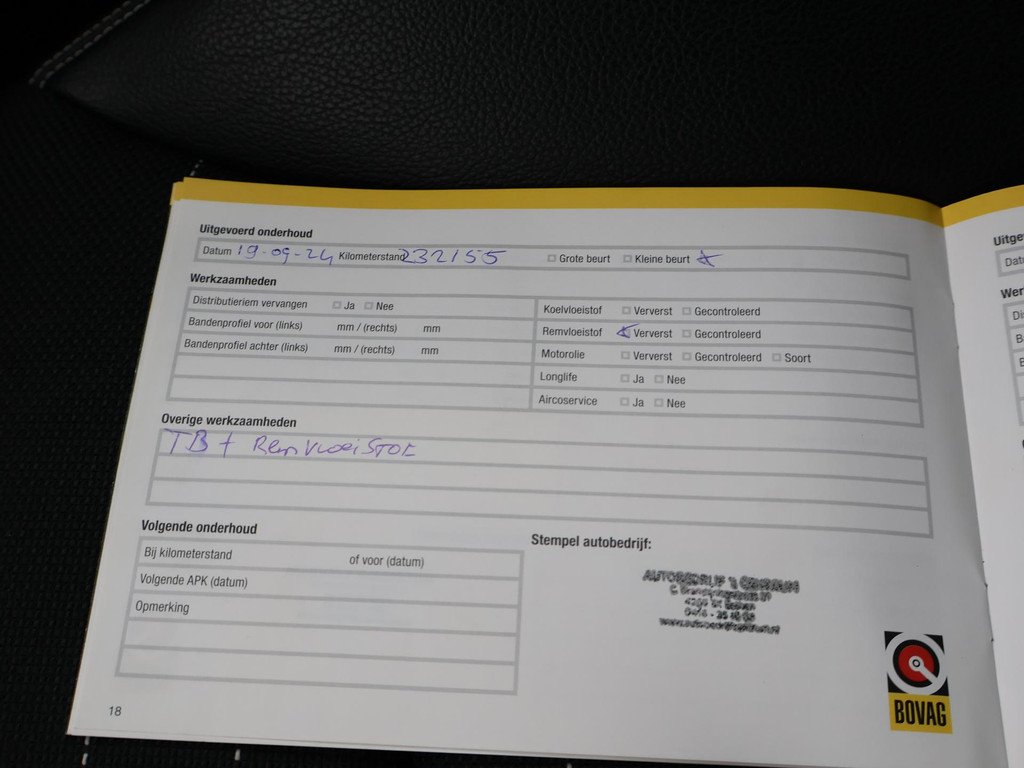 Uitgevoerd onderhoud
Datum 19-09-24 Kilometerstand 232155 Grote beurt Kleine beurt
Werkzaamheden
Distributieriem vervangen Ja Nee
Bandenprofiel voor (links) mm / (rechts) mm
Bandenprofiel achter (links) mm / (rechts) mm
Koelvloeistof Ververst Gecontroleerd
Remvloeistof Ververst Gecontroleerd
Motorolie Ververst Gecontroleerd Soort
Longlife Ja Nee
Aircoservice Ja Nee
Overige werkzaamheden
TB + Remvloeistof
Volgende onderhoud
Bij kilometerstand of voor (datum)
Volgende APK (datum)
Opmerking
Stempel autobedrijf:
AUTOBEDRIJF
BOVAG
18